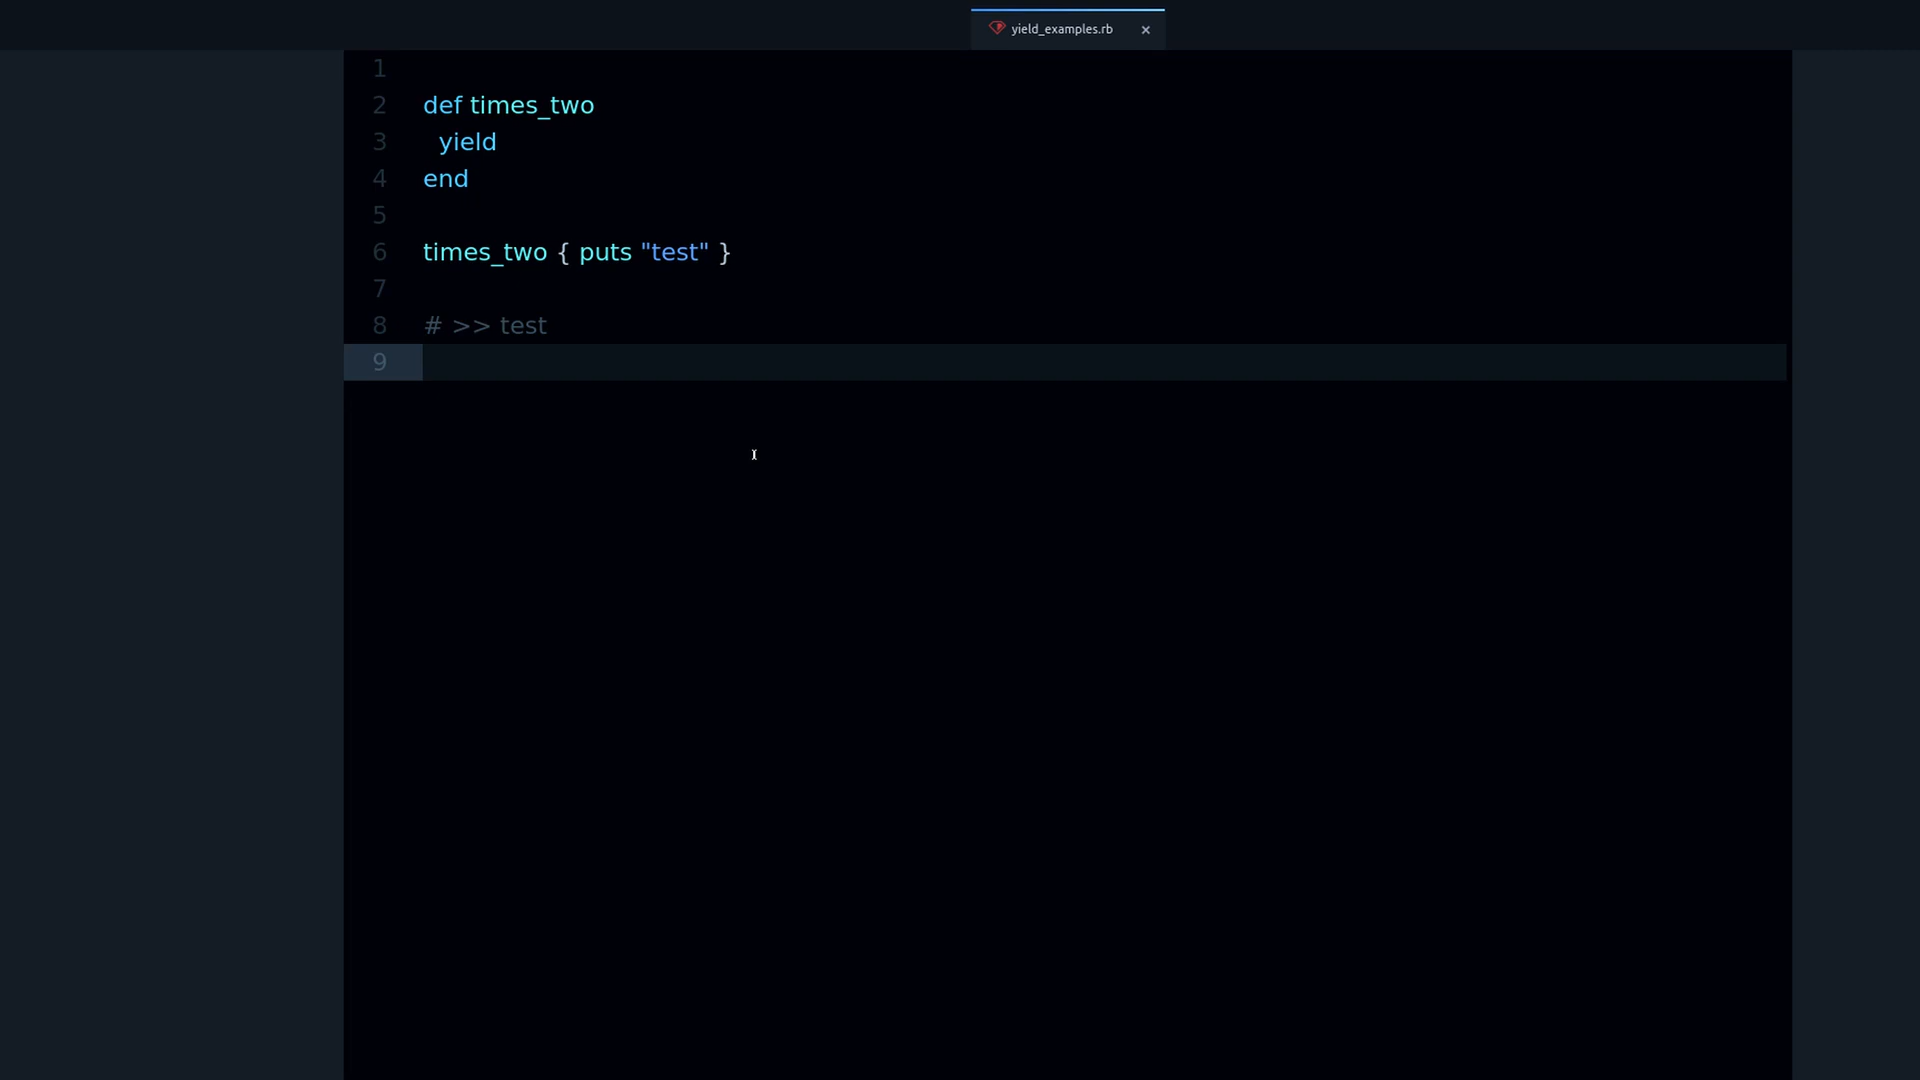 yield_examples.rb ×
1
2 def times_two
3   yield
4 end
5
6 times_two { puts "test" }
7
8 # >> test
9